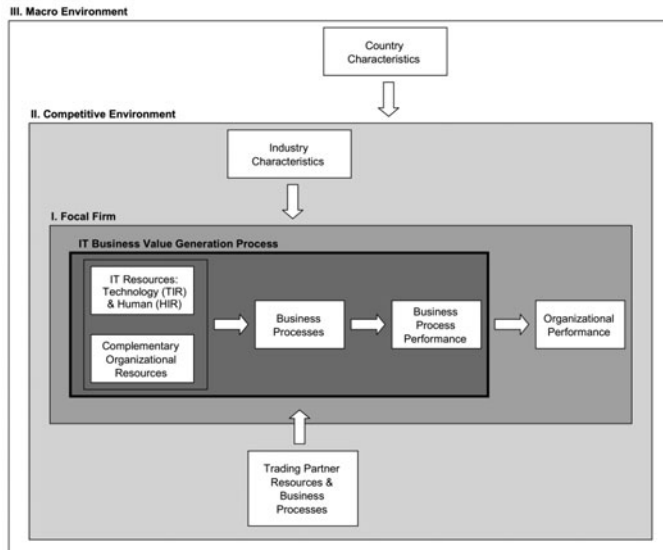 III. Macro Environment
Country
Characteristics
II. Competitive Environment
Industry
Characteristics
I. Focal Firm
IT Business Value Generation Process
IT Resources:
Technology (TIR)
& Human (HIR)
Complementary
Organizational
Resources
Business
Processes
Business
Process
Performance
Organizational
Performance
Trading Partner
Resources &
Business
Processes